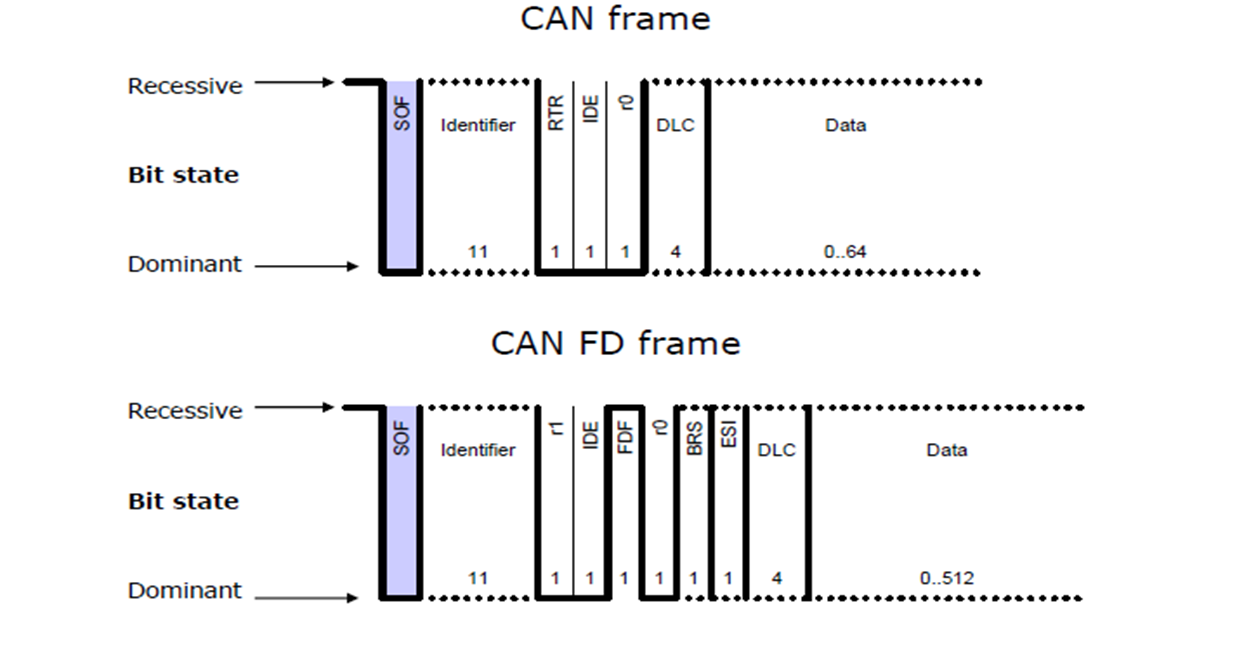 CAN frame
Recessive
SOF
Identifier
RTR
IDE
r0
DLC
Data
Bit state
11
1
1
1
4
0..64
Dominant
CAN FD frame
Recessive
SOF
Identifier
r1
IDE
FDF
r0
BRS
ESI
DLC
Data
Bit state
11
1
1
1
1
1
1
4
0..512
Dominant